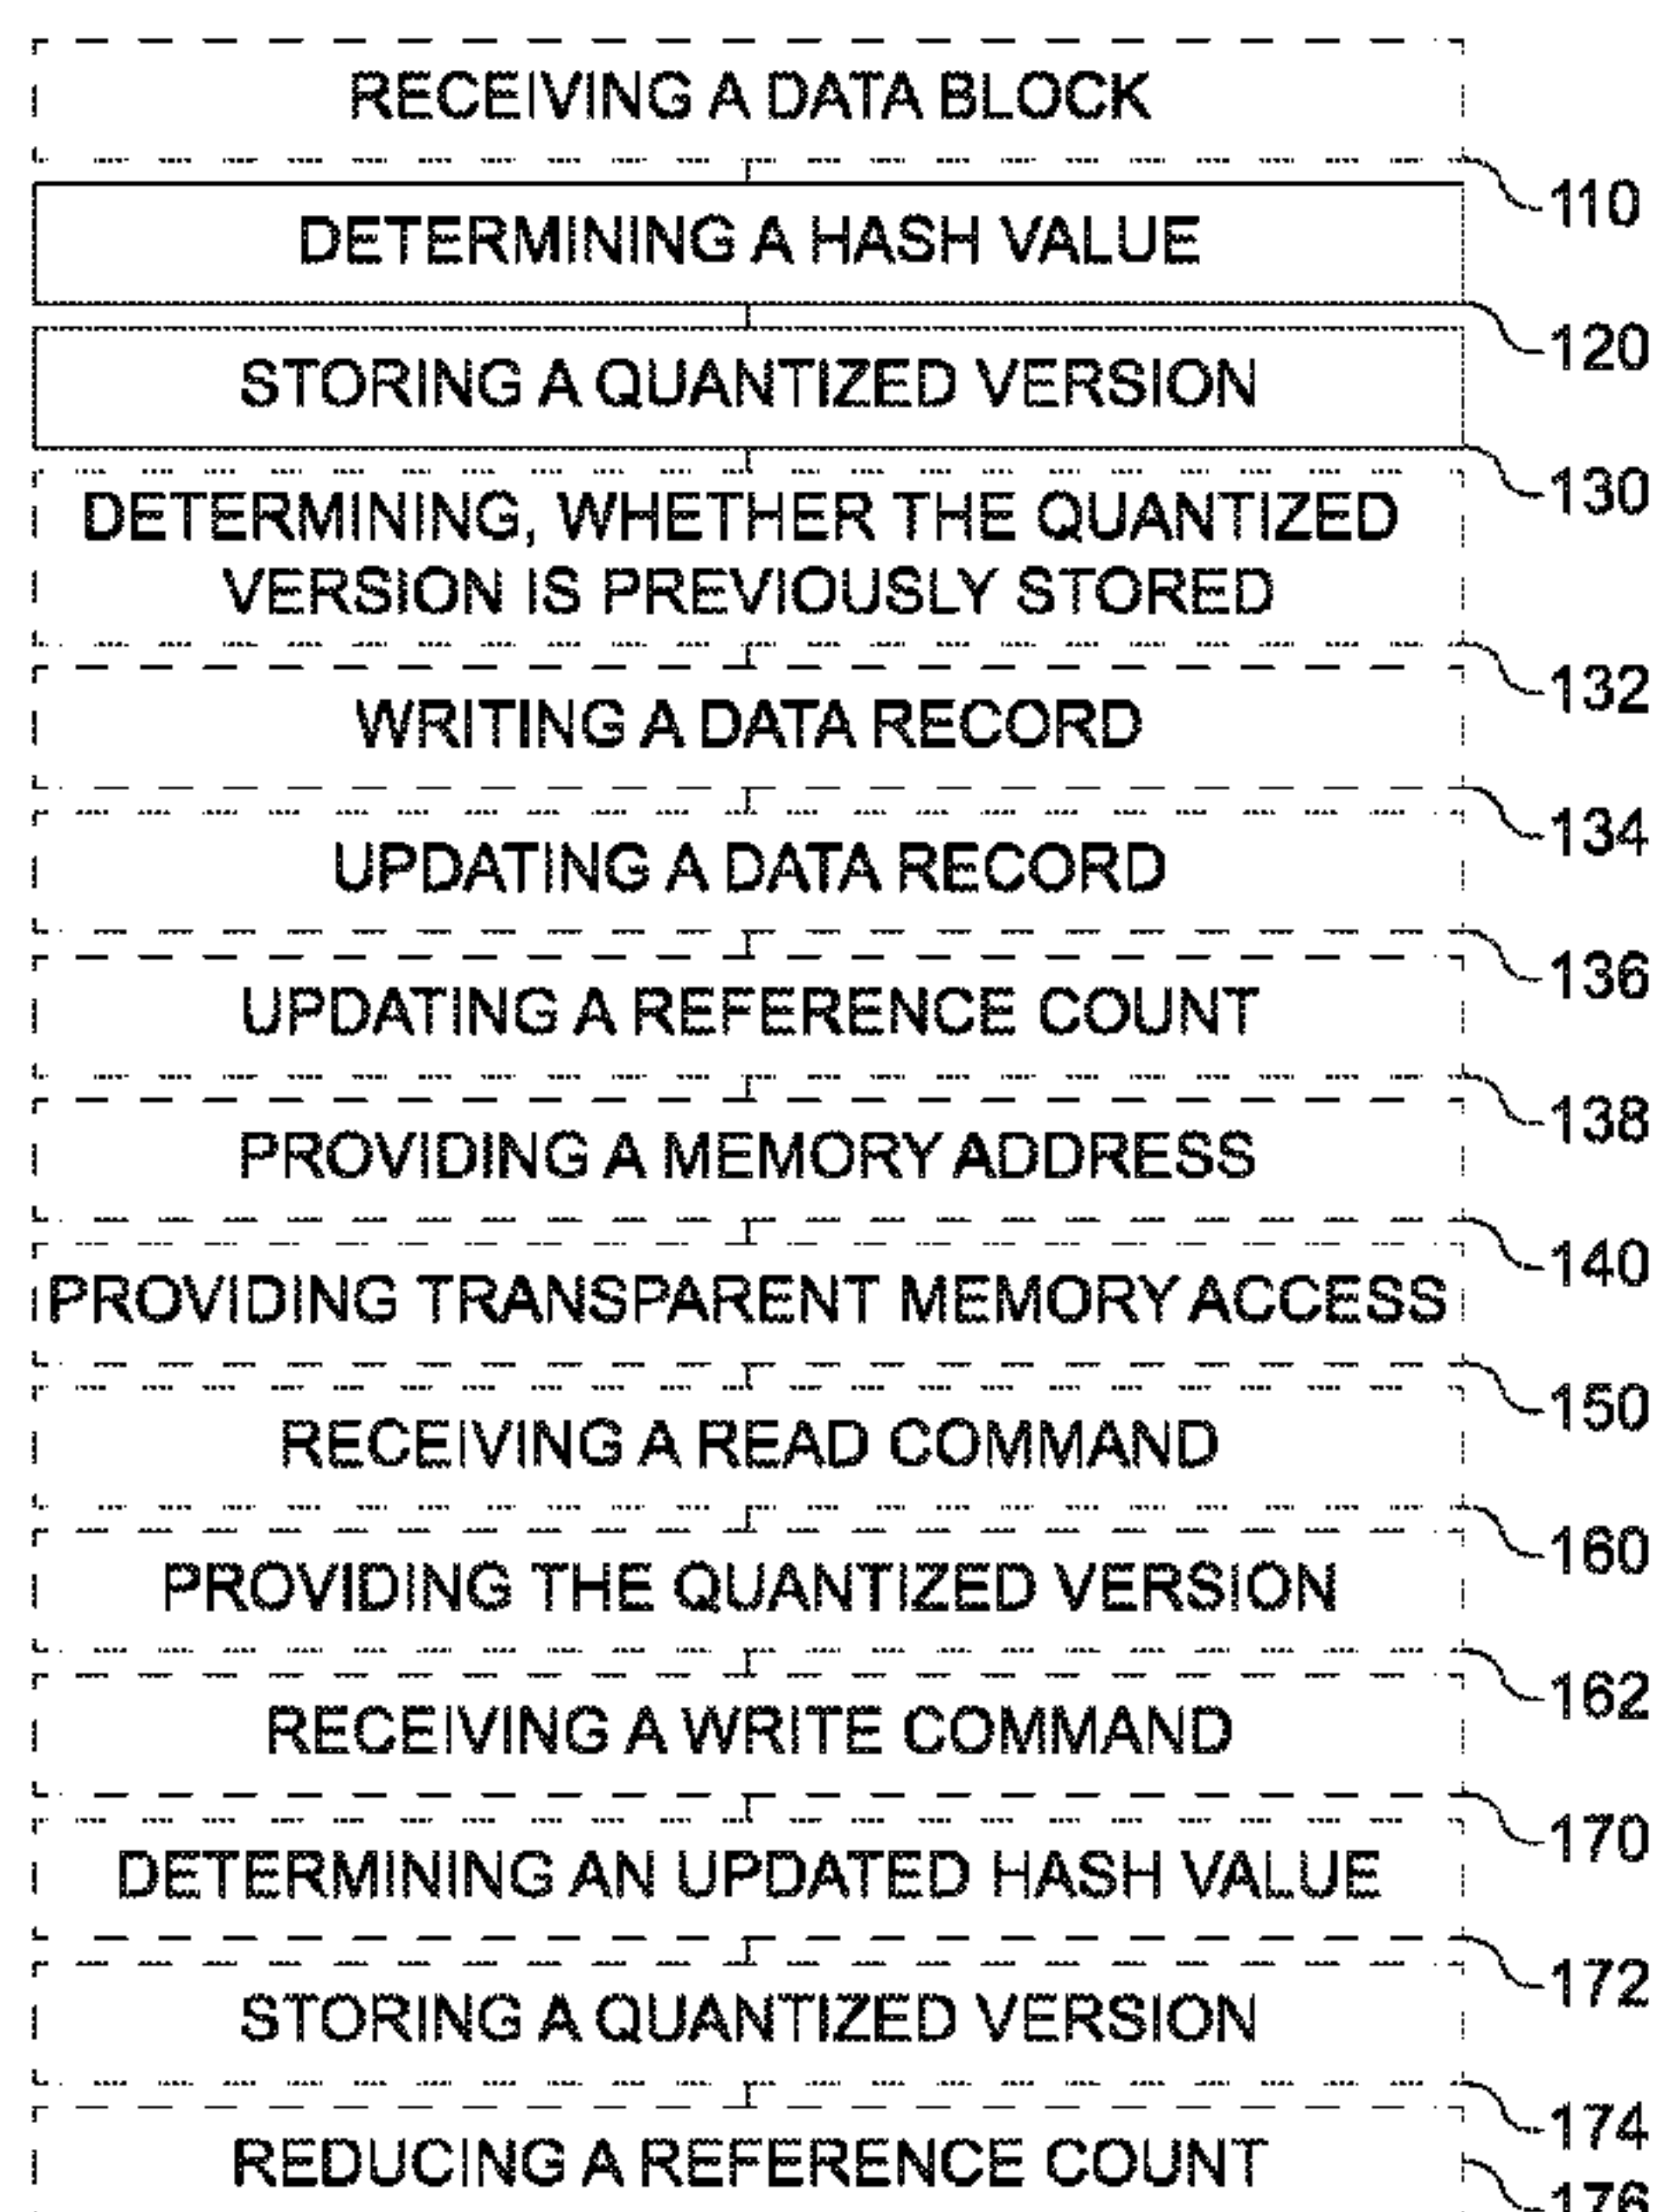 RECEIVING A DATA BLOCK
110
DETERMINING A HASH VALUE
120
STORING A QUANTIZED VERSION
130
DETERMINING, WHETHER THE QUANTIZED
VERSION IS PREVIOUSLY STORED
132
WRITING A DATA RECORD
134
UPDATING A DATA RECORD
136
UPDATING A REFERENCE COUNT
138
PROVIDING A MEMORY ADDRESS
140
PROVIDING TRANSPARENT MEMORY ACCESS
150
RECEIVING A READ COMMAND
160
PROVIDING THE QUANTIZED VERSION
162
RECEIVING A WRITE COMMAND
170
DETERMINING AN UPDATED HASH VALUE
172
STORING A QUANTIZED VERSION
174
REDUCING A REFERENCE COUNT
176